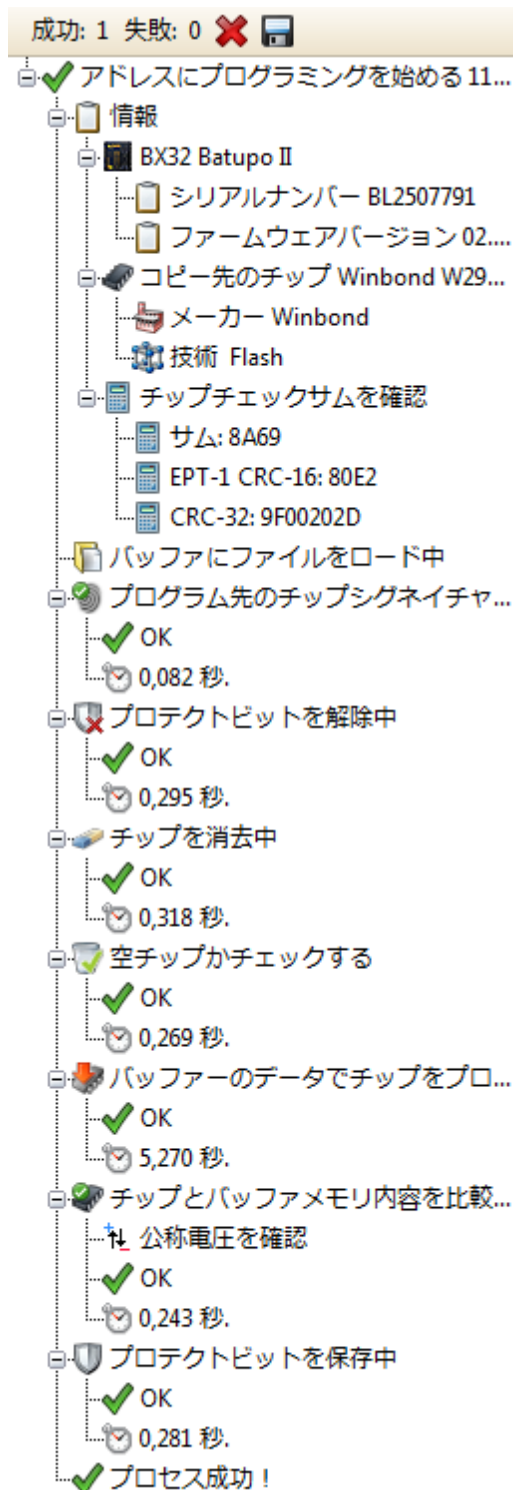 成功: 1 失敗: 0
アドレスにプログラミングを始める 11...
情報
BX32 Batupo II
シリアルナンバー BL2507791
ファームウェアバージョン 02....
コピー先のチップ Winbond W29...
メーカー Winbond
技術 Flash
チップチェックサムを確認
サム: 8A69
EPT-1 CRC-16: 80E2
CRC-32: 9F00202D
バッファにファイルをロード中
プログラム先のチップシグネイチャ...
OK
0,082 秒.
プロテクトビットを解除中
OK
0,295 秒.
チップを消去中
OK
0,318 秒.
空チップかチェックする
OK
0,269 秒.
バッファーのデータでチップをプロ...
OK
5,270 秒.
チップとバッファメモリ内容を比較...
公称電圧を確認
OK
0,243 秒.
プロテクトビットを保存中
OK
0,281 秒.
プロセス成功！